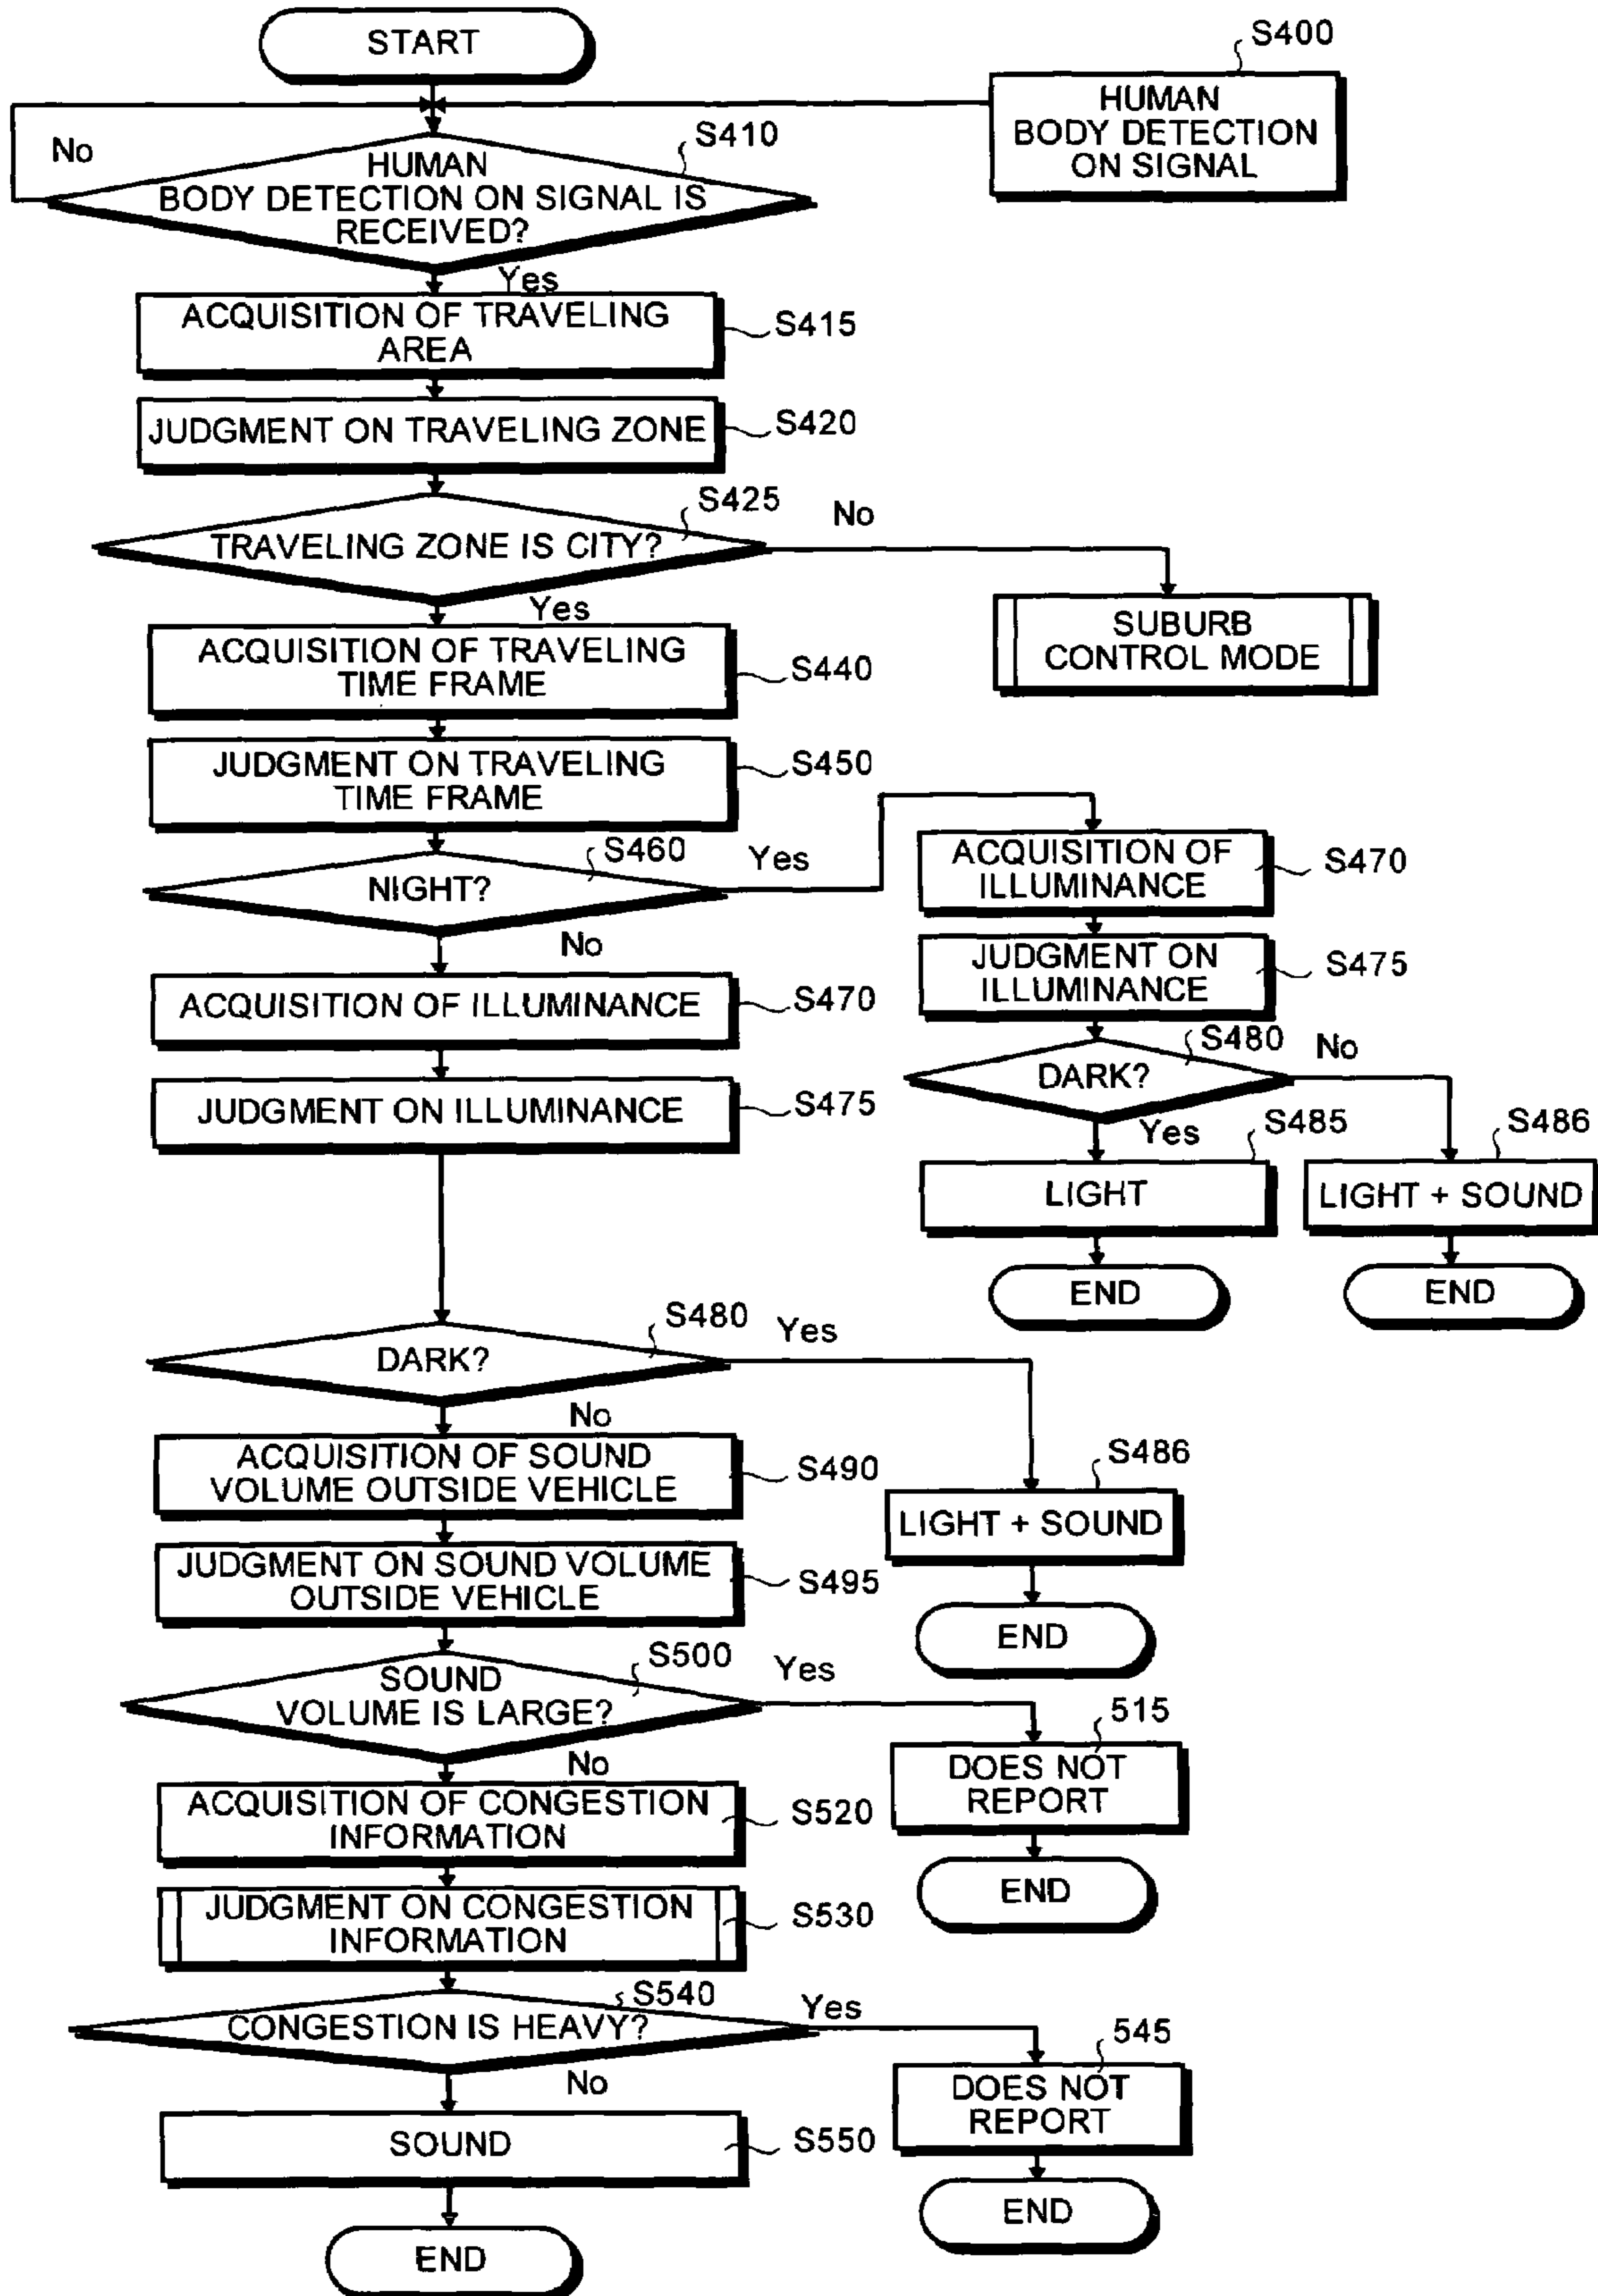 START
S400
HUMAN
BODY DETECTION
ON SIGNAL
No
S410
HUMAN
BODY DETECTION ON SIGNAL IS
RECEIVED?
Yes
ACQUISITION OF TRAVELING
AREA
S415
JUDGMENT ON TRAVELING ZONE
S420
S425
No
TRAVELING ZONE IS CITY?
Yes
SUBURB
CONTROL MODE
ACQUISITION OF TRAVELING
TIME FRAME
S440
JUDGMENT ON TRAVELING
TIME FRAME
S450
S460
Yes
NIGHT?
No
ACQUISITION OF
ILLUMINANCE
S470
JUDGMENT ON
ILLUMINANCE
S475
ACQUISITION OF ILLUMINANCE
S470
S480
No
DARK?
Yes
JUDGMENT ON ILLUMINANCE
S475
S485
LIGHT
S486
LIGHT + SOUND
END
END
S480
Yes
DARK?
No
ACQUISITION OF SOUND
VOLUME OUTSIDE VEHICLE
S490
S486
LIGHT + SOUND
JUDGMENT ON SOUND VOLUME
OUTSIDE VEHICLE
S495
END
S500
Yes
SOUND
VOLUME IS LARGE?
No
515
DOES NOT
REPORT
ACQUISITION OF CONGESTION
INFORMATION
S520
END
JUDGMENT ON CONGESTION
INFORMATION
S530
S540
Yes
CONGESTION IS HEAVY?
No
545
DOES NOT
REPORT
SOUND
S550
END
END